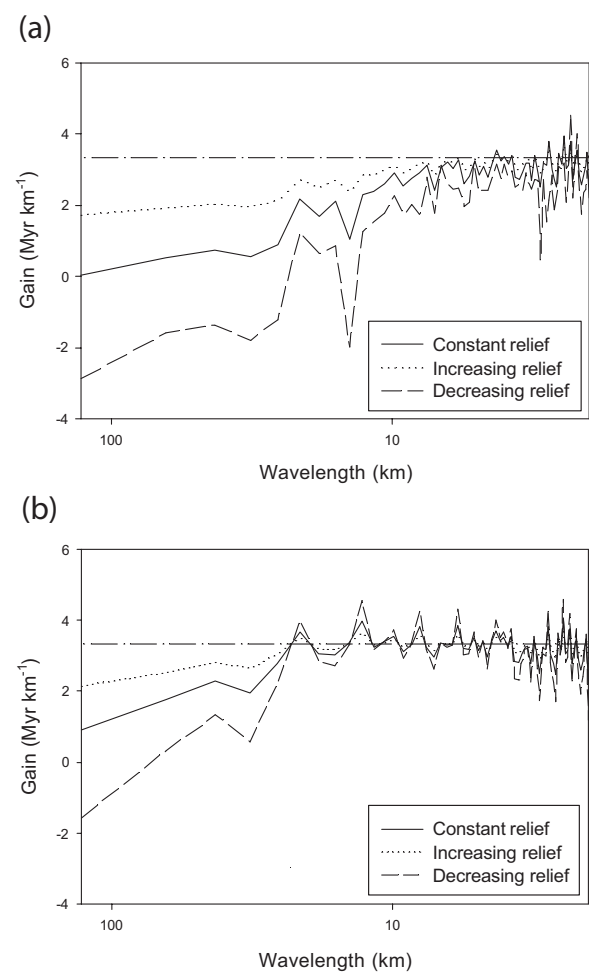 (a)
6
4
2
0
-2
-4
Gain (Myr km-1)
Constant relief
Increasing relief
Decreasing relief
100
10
Wavelength (km)
(b)
6
4
2
0
-2
-4
Gain (Myr km-1)
Constant relief
Increasing relief
Decreasing relief
100
10
Wavelength (km)